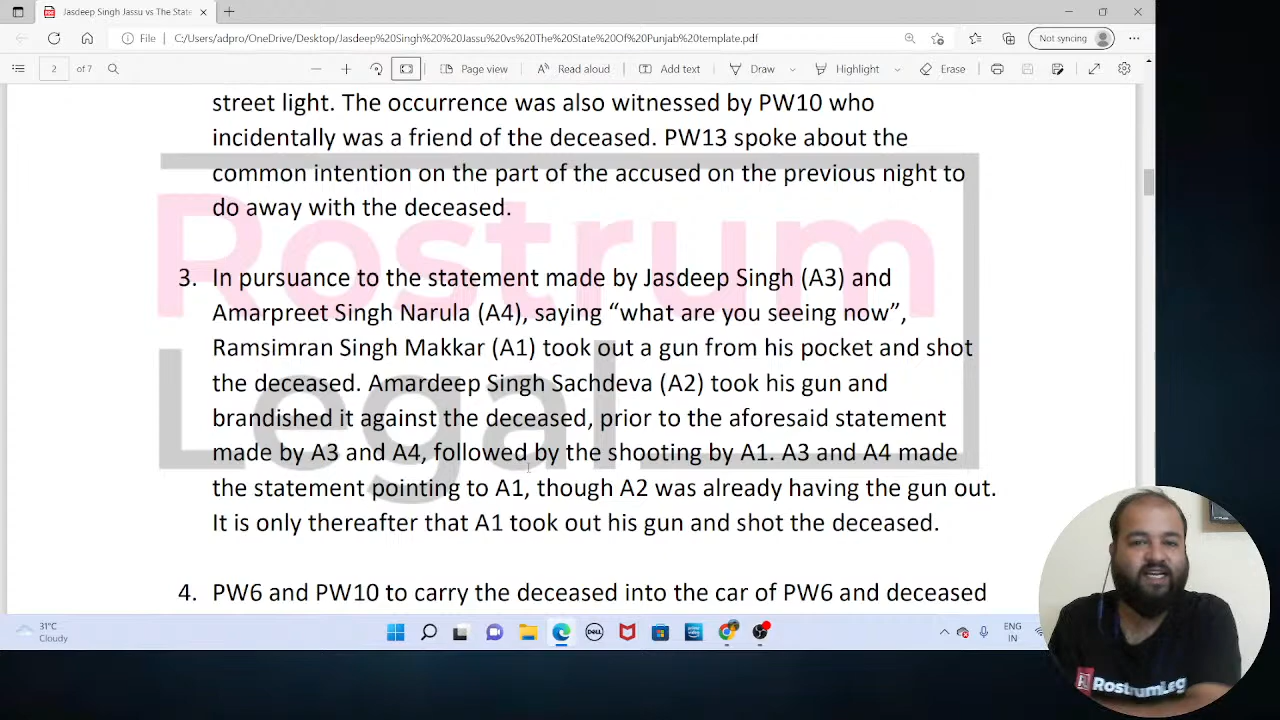 Jasdeep Singh Jassu vs The State
File
C:/Users/adpro/OneDrive/Desktop/Jasdeep%20Singh%20%20Jassu%20vs%20The%20State%20Of%20Punjab%20template.pdf
Not syncing
2 of 7
Page view
Read aloud
Add text
Draw
Highlight
Erase
Rostrum
Legal
street light. The occurrence was also witnessed by PW10 who
incidentally was a friend of the deceased. PW13 spoke about the
common intention on the part of the accused on the previous night to
do away with the deceased.
3. In pursuance to the statement made by Jasdeep Singh (A3) and
Amarpreet Singh Narula (A4), saying “what are you seeing now”,
Ramsimran Singh Makkar (A1) took out a gun from his pocket and shot
the deceased. Amardeep Singh Sachdeva (A2) took his gun and
brandished it against the deceased, prior to the aforesaid statement
made by A3 and A4, followed by the shooting by A1. A3 and A4 made
the statement pointing to A1, though A2 was already having the gun out.
It is only thereafter that A1 took out his gun and shot the deceased.
4. PW6 and PW10 to carry the deceased into the car of PW6 and deceased
31°C
Cloudy
DELL
prime video
ENG
IN
RostrumLeg